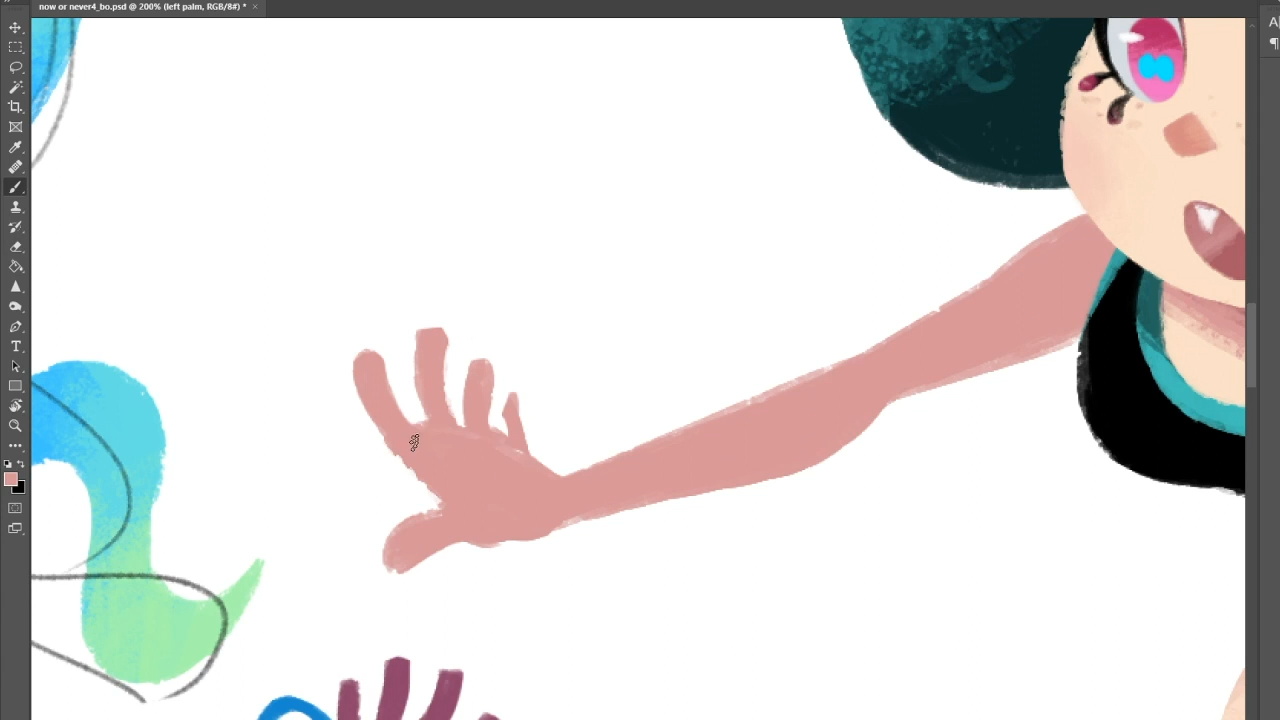 now or never4_bo.psd @ 200% (left palm, RGB/8#) *